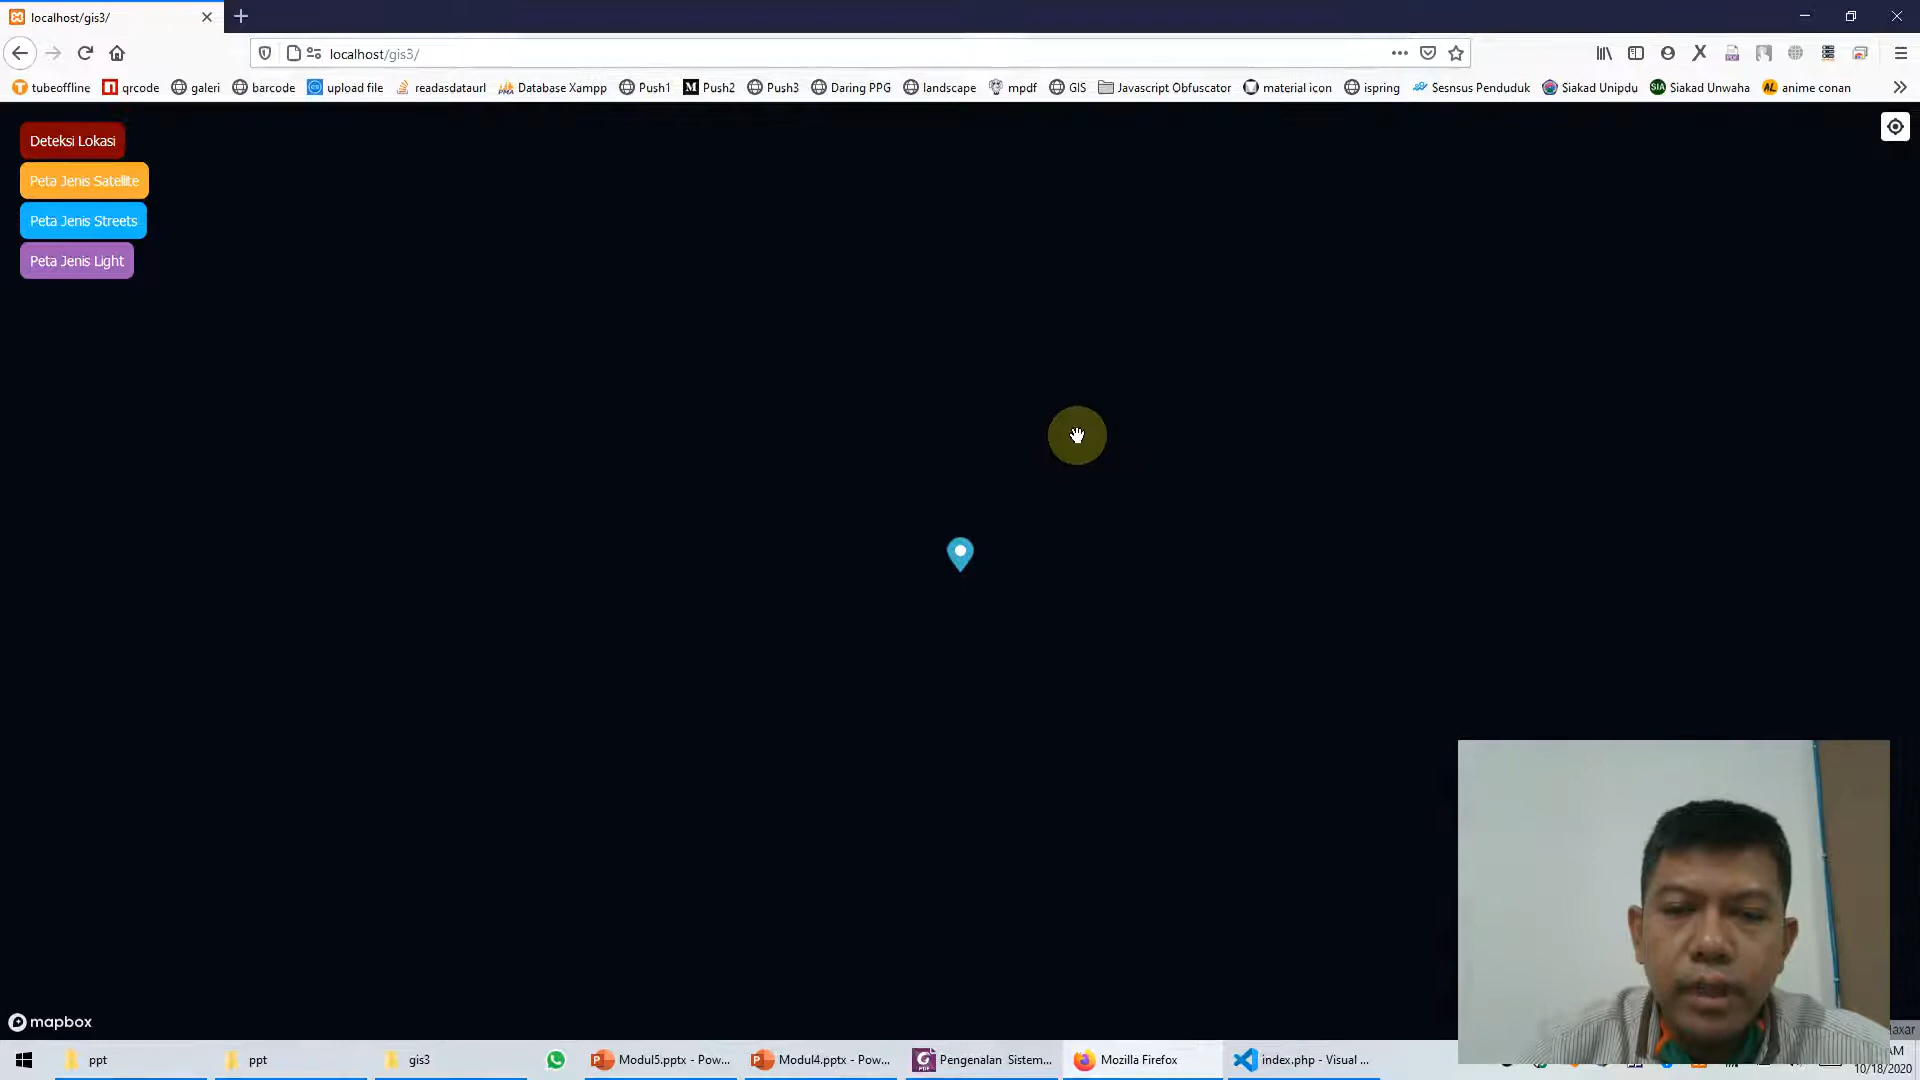 localhost/gis3/
localhost/gis3/
tubeoffline qrcode galeri barcode upload file readasdataurl Database Xampp Push1 Push2 Push3 Daring PPG landscape mpdf GIS Javascript Obfuscator material icon ispring Sesnsus Penduduk Siakad Unipdu Siakad Unwaha anime conan
Deteksi Lokasi
Peta Jenis Satellite
Peta Jenis Streets
Peta Jenis Light
mapbox
ppt ppt gis3 Modul5.pptx - Pow... Modul4.pptx - Pow... Pengenalan Sistem... Mozilla Firefox index.php - Visual ...
10/18/2020